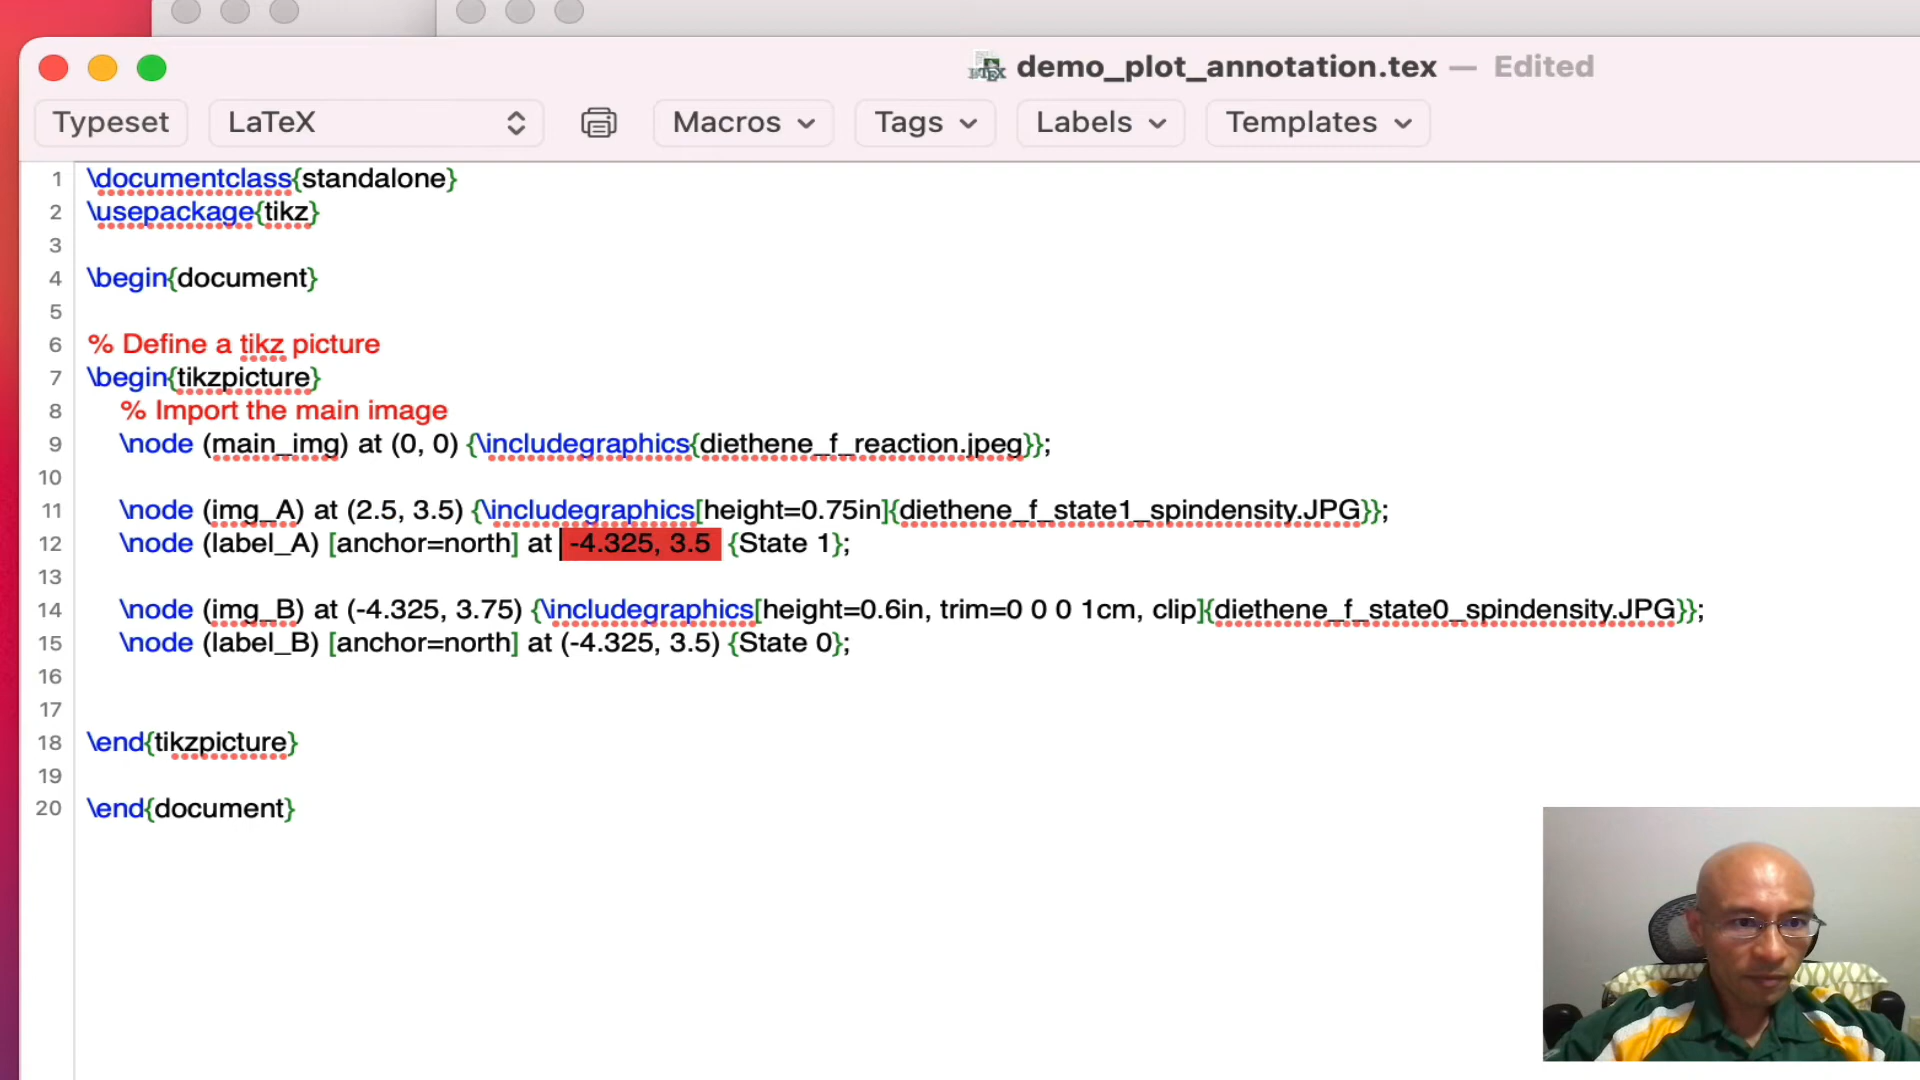 demo_plot_annotation.tex — Edited
Typeset LaTeX Macros Tags Labels Templates
1 \documentclass{standalone}
2 \usepackage{tikz}
3
4 \begin{document}
5
6 % Define a tikz picture
7 \begin{tikzpicture}
8 % Import the main image
9 \node (main_img) at (0, 0) {\includegraphics{diethene_f_reaction.jpeg}};
10
11 \node (img_A) at (2.5, 3.5) {\includegraphics[height=0.75in]{diethene_f_state1_spindensity.JPG}};
12 \node (label_A) [anchor=north] at -4.325, 3.5 {State 1};
13
14 \node (img_B) at (-4.325, 3.75) {\includegraphics[height=0.6in, trim=0 0 0 1cm, clip]{diethene_f_state0_spindensity.JPG}};
15 \node (label_B) [anchor=north] at (-4.325, 3.5) {State 0};
16
17
18 \end{tikzpicture}
19
20 \end{document}